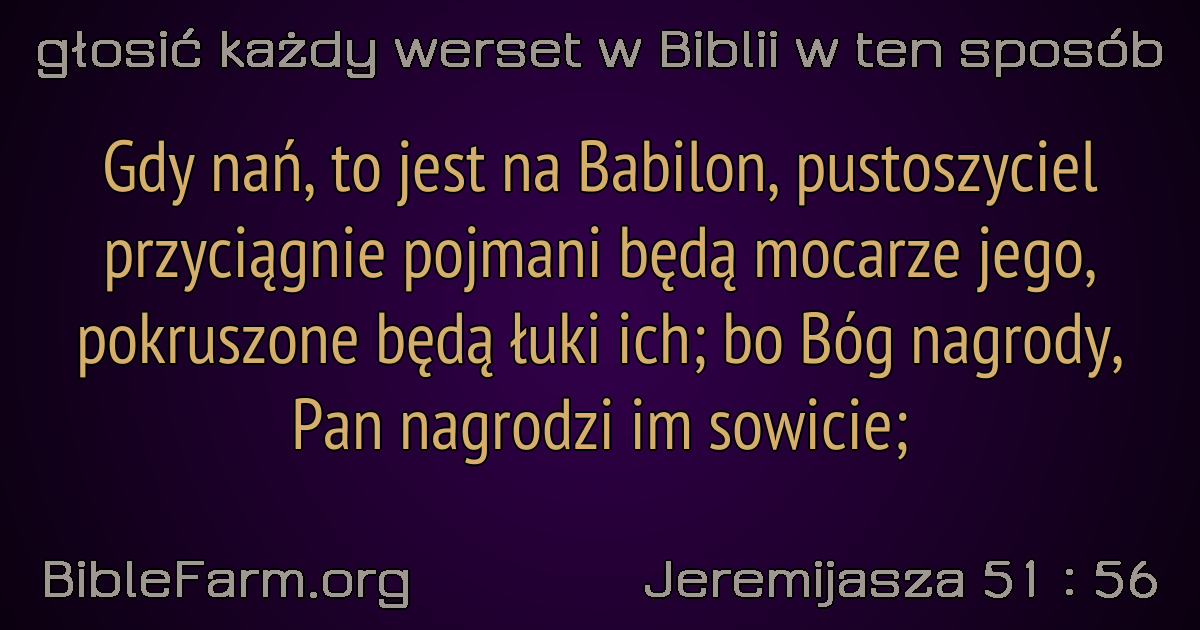 głosić każdy werset w Biblii w ten sposób
Gdy nań, to jest na Babilon, pustoszyciel
przyciągnie pojmani będą mocarze jego,
pokruszone będą łuki ich; bo Bóg nagrody,
Pan nagrodzi im sowicie;
BibleFarm.org
Jeremijasza 51 : 56